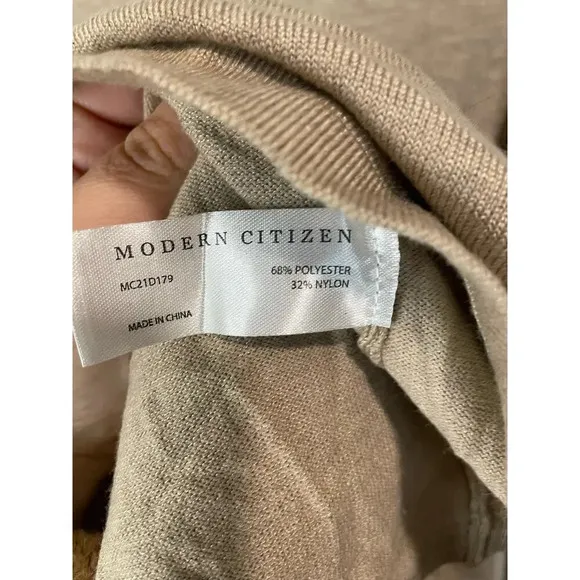 MODERN CITIZEN
MC21D179
68% POLYESTER
32% NYLON
MADE IN CHINA